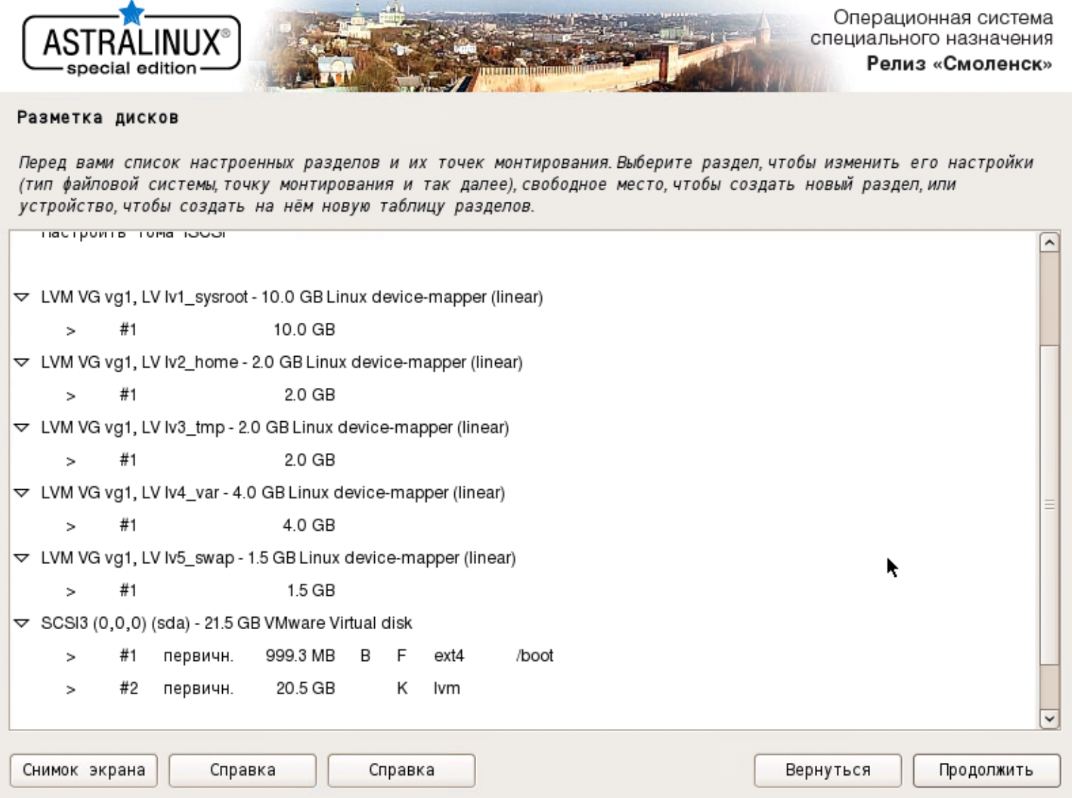 ASTRALINUX®
special edition
Операционная система
специального назначения
Релиз «Смоленск»
Разметка дисков
Перед вами список настроенных разделов и их точек монтирования. Выберите раздел, чтобы изменить его настройки
(тип файловой системы, точку монтирования и так далее), свободное место, чтобы создать новый раздел, или
устройство, чтобы создать на нём новую таблицу разделов.
Настроить тома iSCSI
LVM VG vg1, LV lv1_sysroot - 10.0 GB Linux device-mapper (linear)
> #1 10.0 GB
LVM VG vg1, LV lv2_home - 2.0 GB Linux device-mapper (linear)
> #1 2.0 GB
LVM VG vg1, LV lv3_tmp - 2.0 GB Linux device-mapper (linear)
> #1 2.0 GB
LVM VG vg1, LV lv4_var - 4.0 GB Linux device-mapper (linear)
> #1 4.0 GB
LVM VG vg1, LV lv5_swap - 1.5 GB Linux device-mapper (linear)
> #1 1.5 GB
SCSI3 (0,0,0) (sda) - 21.5 GB VMware Virtual disk
> #1 первичн. 999.3 MB B F ext4 /boot
> #2 первичн. 20.5 GB K lvm
Снимок экрана Справка Справка Вернуться Продолжить